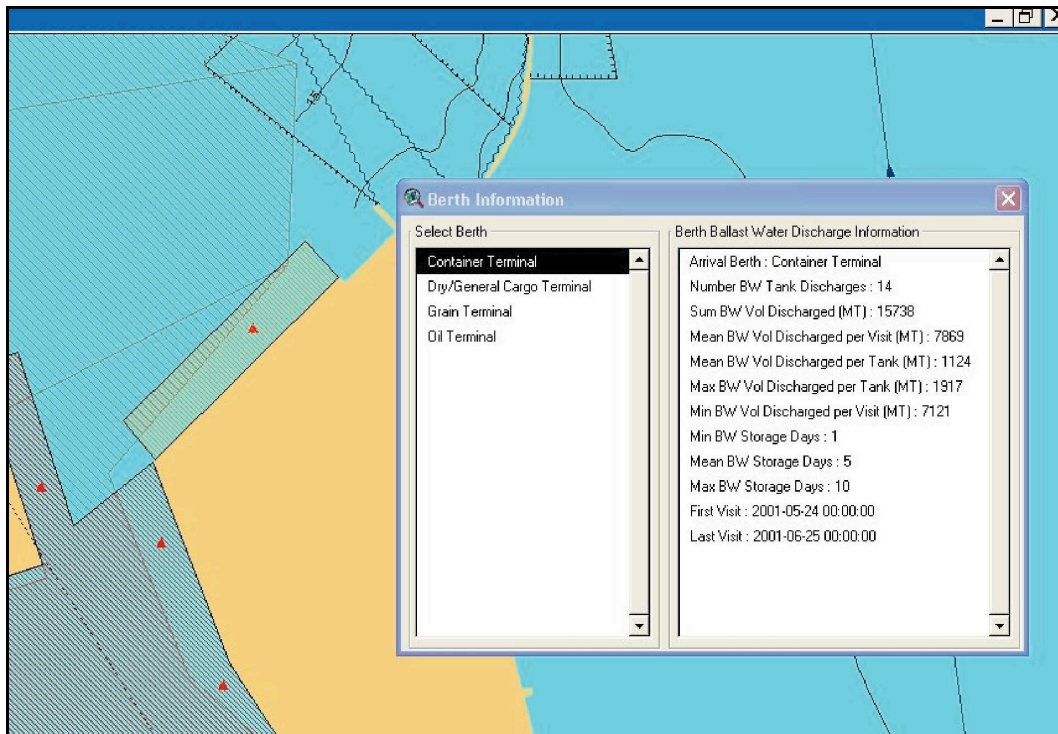 15
Berth Information
Select Berth
Container Terminal
Dry/General Cargo Terminal
Grain Terminal
Oil Terminal
Berth Ballast Water Discharge Information
Arrival Berth : Container Terminal
Number BW Tank Discharges : 14
Sum BW Vol Discharged (MT) : 15738
Mean BW Vol Discharged per Visit (MT) : 7869
Mean BW Vol Discharged per Tank (MT) : 1124
Max BW Vol Discharged per Tank (MT) : 1917
Min BW Vol Discharged per Visit (MT) : 7121
Min BW Storage Days : 1
Mean BW Storage Days : 5
Max BW Storage Days : 10
First Visit : 2001-05-24 00:00:00
Last Visit : 2001-06-25 00:00:00